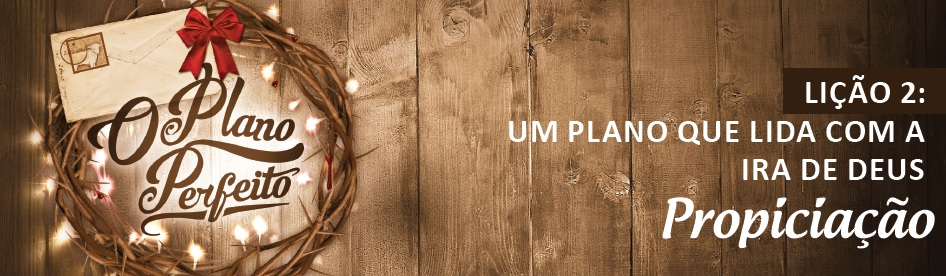 O Plano
Perfeito
LIÇÃO 2:
UM PLANO QUE LIDA COM A
IRA DE DEUS
Propiciação